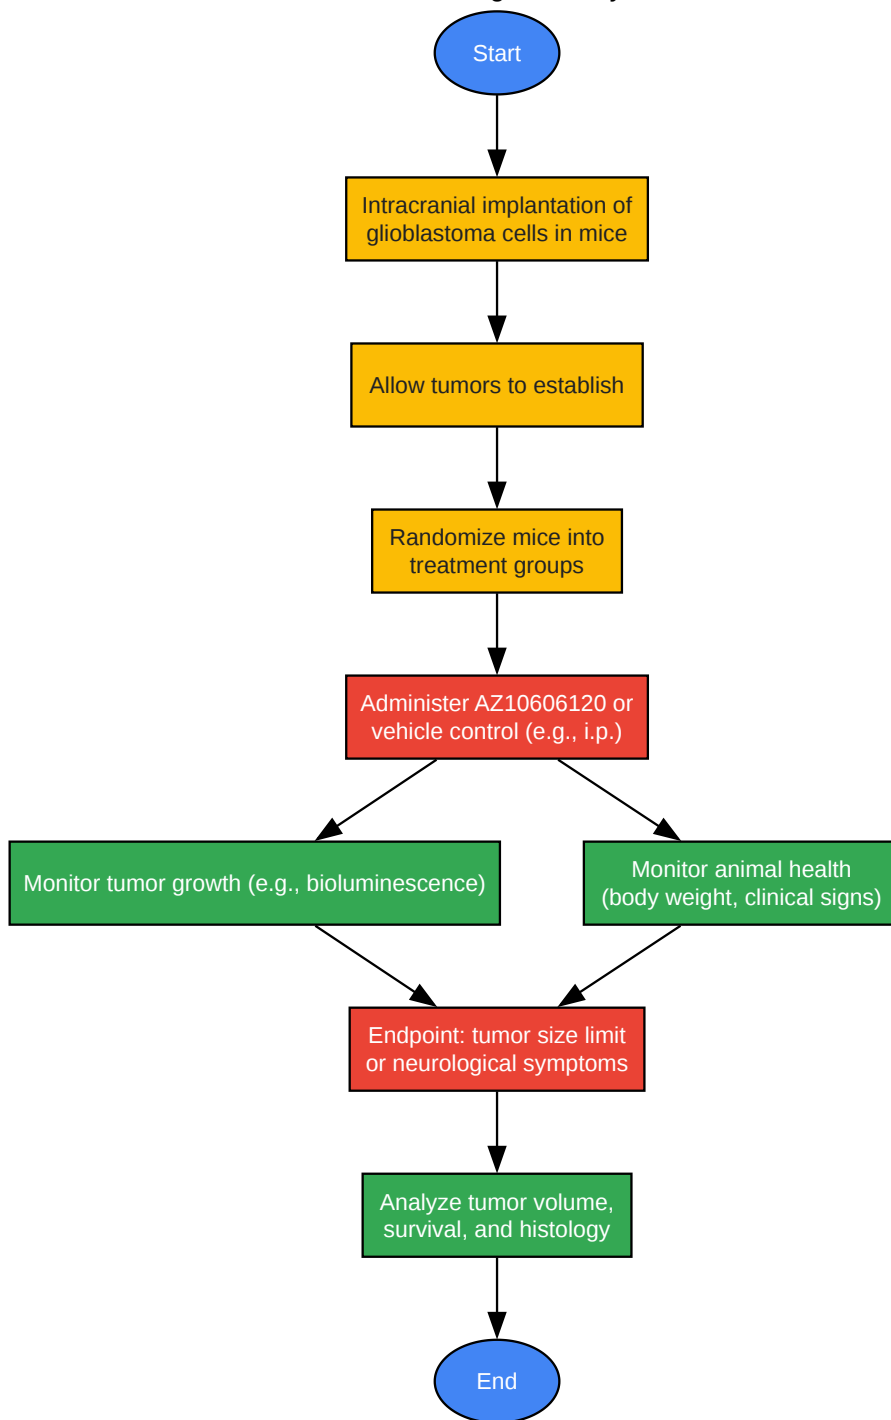 Start
Intracranial implantation of
glioblastoma cells in mice
Allow tumors to establish
Randomize mice into
treatment groups
Administer AZ10606120 or
vehicle control (e.g., i.p.)
Monitor tumor growth (e.g., bioluminescence)
Monitor animal health
(body weight, clinical signs)
Endpoint: tumor size limit
or neurological symptoms
Analyze tumor volume,
survival, and histology
End